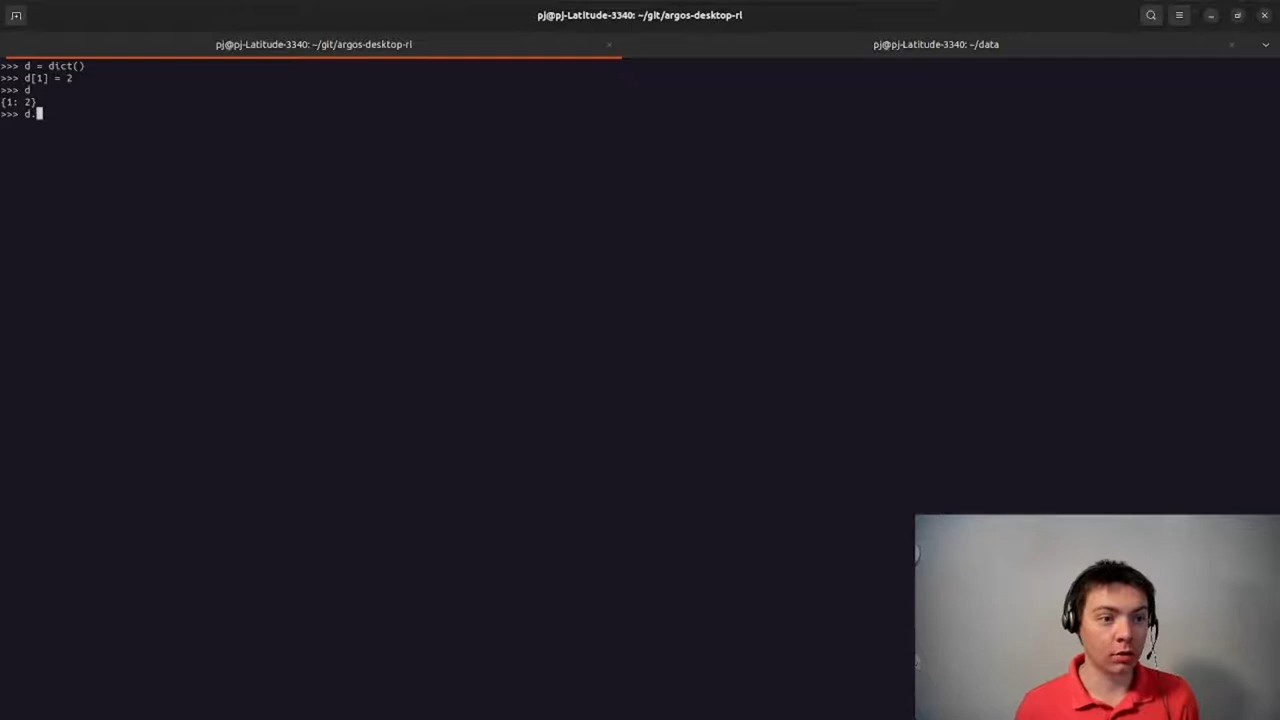 pj@pj-Latitude-3340: ~/git/argos-desktop-rl
pj@pj-Latitude-3340: ~/git/argos-desktop-rl
pj@pj-Latitude-3340: ~/data
>>> d = dict()
>>> d[1] = 2
>>> d
{1: 2}
>>> d.